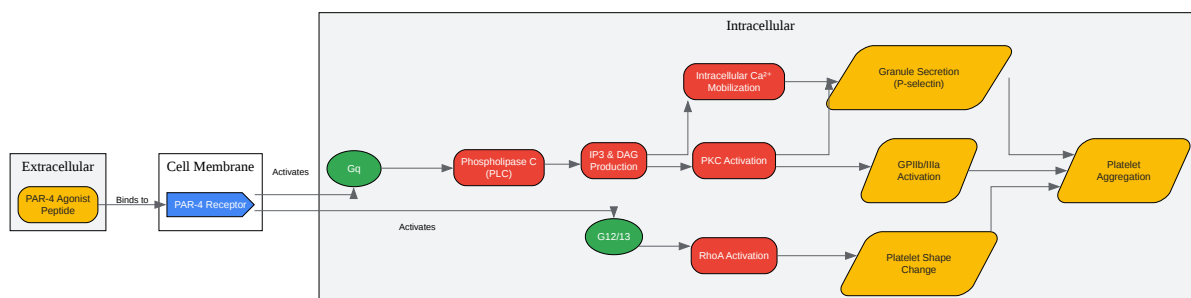 Intracellular
Intracellular Ca²⁺
Mobilization
Granule Secretion
(P-selectin)
Extracellular
Cell Membrane
Activates
Gq
Phospholipase C
(PLC)
IP3 & DAG
Production
PKC Activation
GPIIb/IIIa
Activation
Platelet
Aggregation
PAR-4 Agonist
Peptide
Binds to
PAR-4 Receptor
Activates
G12/13
RhoA Activation
Platelet Shape
Change